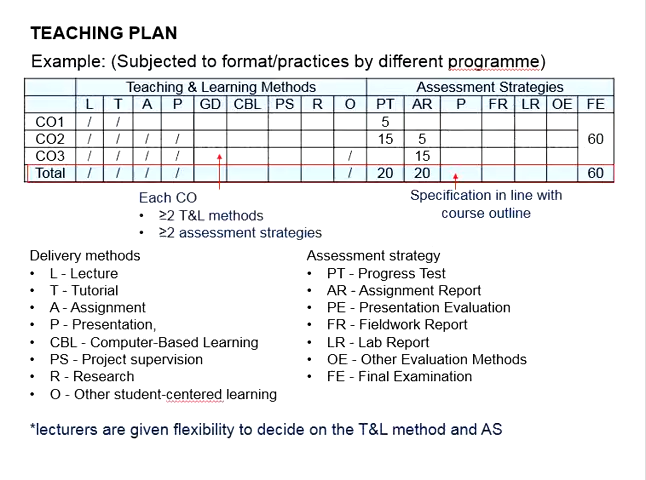 TEACHING PLAN
Example: (Subjected to format/practices by different programme)
Teaching & Learning Methods Assessment Strategies
L T A P GD CBL PS R O PT AR P FR LR OE FE
CO1 / / 5
CO2 / / / / 15 5 60
CO3 / / / / / 15
Total / / / / / 20 20 60
Each CO
• ≥2 T&L methods
• ≥2 assessment strategies
Specification in line with
course outline
Delivery methods
• L - Lecture
• T - Tutorial
• A - Assignment
• P - Presentation,
• CBL - Computer-Based Learning
• PS - Project supervision
• R - Research
• O - Other student-centered learning
Assessment strategy
• PT - Progress Test
• AR - Assignment Report
• PE - Presentation Evaluation
• FR - Fieldwork Report
• LR - Lab Report
• OE - Other Evaluation Methods
• FE - Final Examination
*lecturers are given flexibility to decide on the T&L method and AS